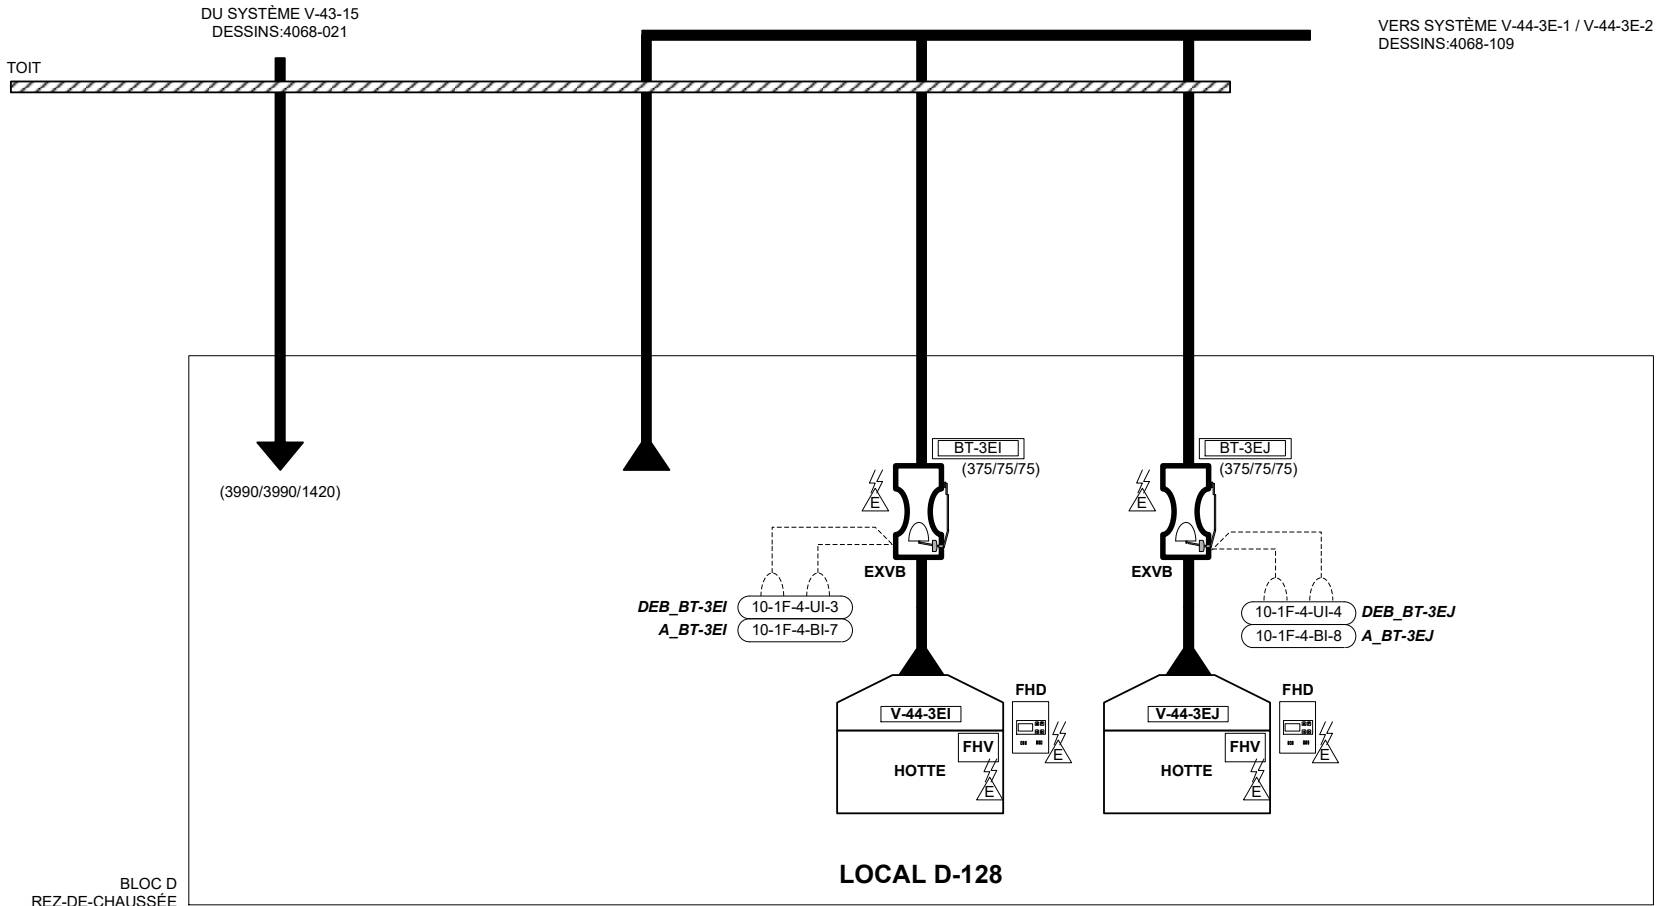 DU SYSTÈME V-43-15
DESSINS:4068-021
VERS SYSTÈME V-44-3E-1 / V-44-3E-2
DESSINS:4068-109
TOIT
BT-3EI
(375/75/75)
BT-3EJ
(375/75/75)
(3990/3990/1420)
E
E
EXVB
EXVB
DEB_BT-3EI 10-1F-4-UI-3
A_BT-3EI 10-1F-4-BI-7
10-1F-4-UI-4 DEB_BT-3EJ
10-1F-4-BI-8 A_BT-3EJ
FHD
FHD
V-44-3EI
V-44-3EJ
FHV
E
FHV
E
HOTTE
HOTTE
E
E
LOCAL D-128
BLOC D
REZ-DE-CHAUSSÉE